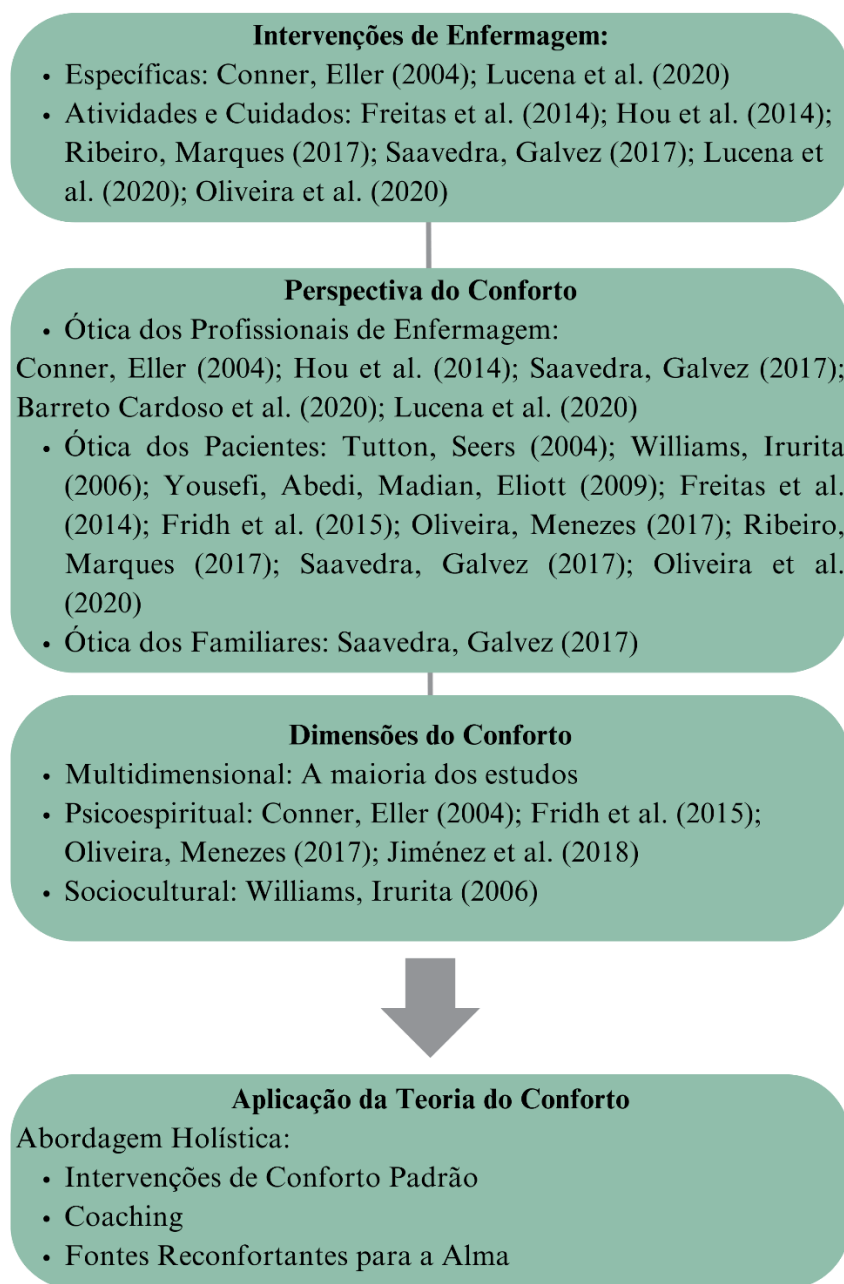 Intervenções de Enfermagem:
• Específicas: Conner, Eller (2004); Lucena et al. (2020)
• Atividades e Cuidados: Freitas et al. (2014); Hou et al. (2014);
Ribeiro, Marques (2017); Saavedra, Galvez (2017); Lucena et
al. (2020); Oliveira et al. (2020)
Perspectiva do Conforto
• Ótica dos Profissionais de Enfermagem:
Conner, Eller (2004); Hou et al. (2014); Saavedra, Galvez (2017);
Barreto Cardoso et al. (2020); Lucena et al. (2020)
• Ótica dos Pacientes: Tutton, Seers (2004); Williams, Irurita
(2006); Yousefi, Abedi, Madian, Eliott (2009); Freitas et al.
(2014); Fridh et al. (2015); Oliveira, Menezes (2017); Ribeiro,
Marques (2017); Saavedra, Galvez (2017); Oliveira et al.
(2020)
• Ótica dos Familiares: Saavedra, Galvez (2017)
Dimensões do Conforto
• Multidimensional: A maioria dos estudos
• Psicoespiritual: Conner, Eller (2004); Fridh et al. (2015);
Oliveira, Menezes (2017); Jiménez et al. (2018)
• Sociocultural: Williams, Irurita (2006)
Aplicação da Teoria do Conforto
Abordagem Holística:
• Intervenções de Conforto Padrão
• Coaching
• Fontes Reconfortantes para a Alma